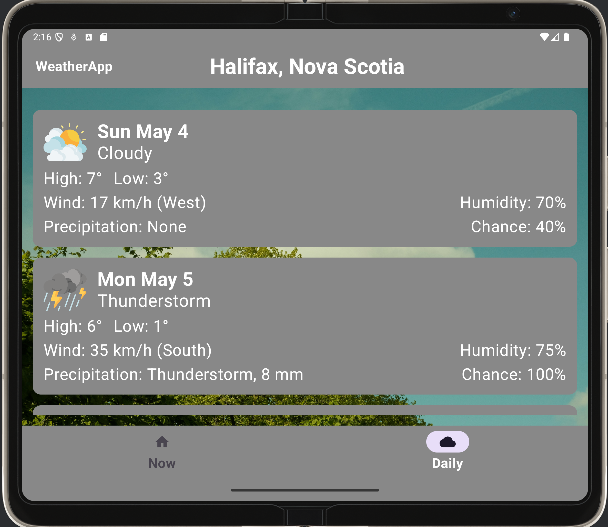 2:16
WeatherApp
Halifax, Nova Scotia
Sun May 4
Cloudy
High: 7° Low: 3°
Wind: 17 km/h (West) Humidity: 70%
Precipitation: None Chance: 40%
Mon May 5
Thunderstorm
High: 6° Low: 1°
Wind: 35 km/h (South) Humidity: 75%
Precipitation: Thunderstorm, 8 mm Chance: 100%
Now Daily